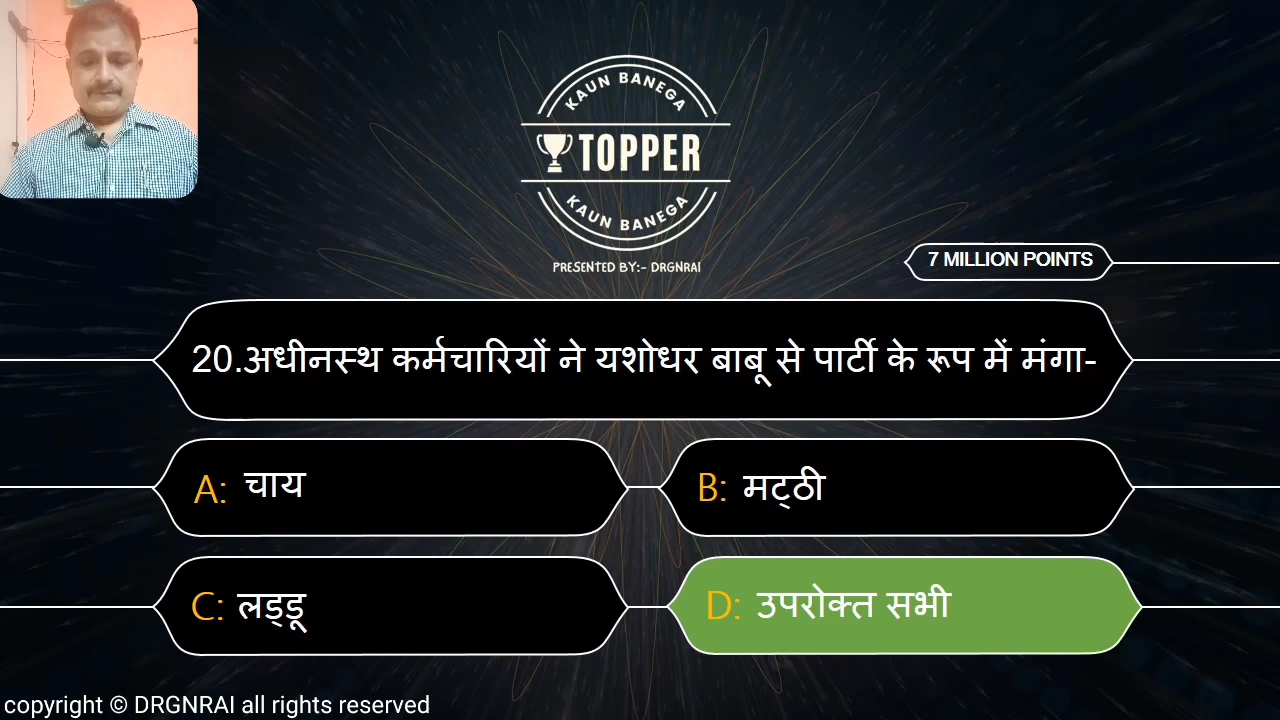 KAUN BANEGA
TOPPER
KAUN BANEGA
PRESENTED BY:- DRGNRAI
7 MILLION POINTS
20.अधीनस्थ कर्मचारियों ने यशोधर बाबू से पार्टी के रूप में मंगा-
A: चाय
B: मट्ठी
C: लड्डू
D: उपरोक्त सभी
copyright © DRGNRAI all rights reserved